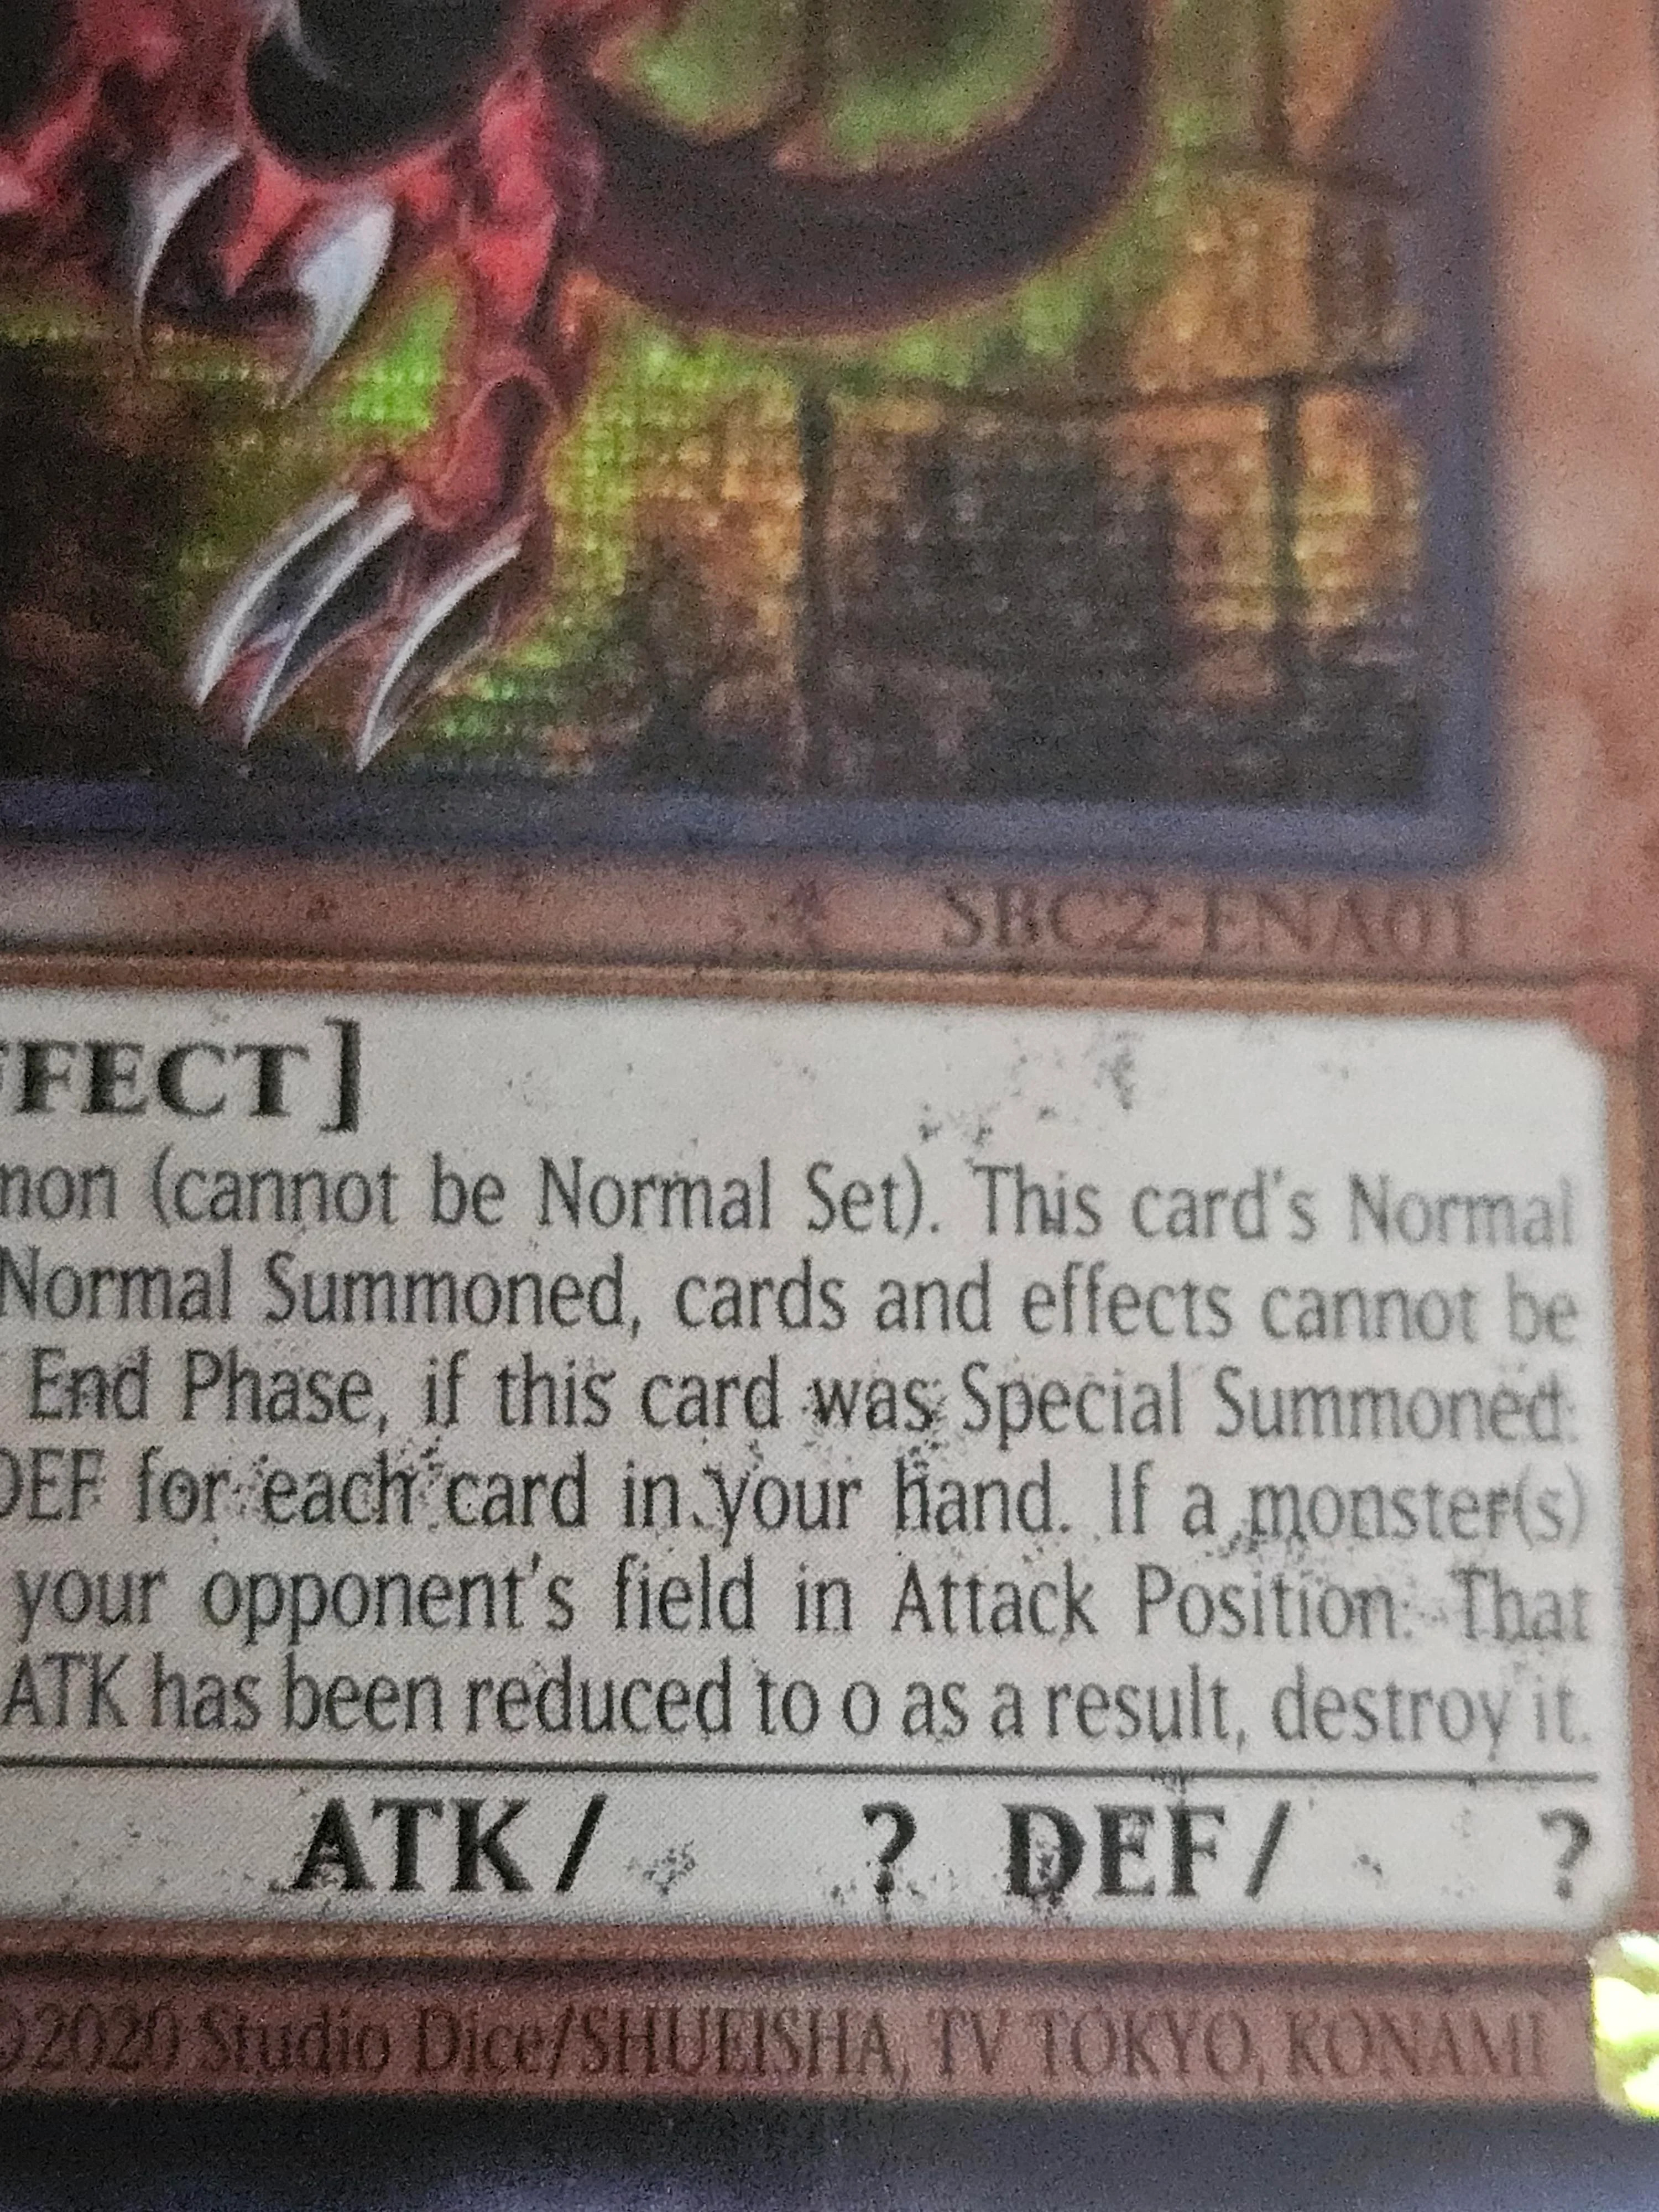 SBC2-ENA01
FFECT]
mon (cannot be Normal Set). This card's Normal
Normal Summoned, cards and effects cannot be
End Phase, if this card was Special Summoned:
DEF for each card in your hand. If a monster(s)
your opponent's field in Attack Position: That
ATK has been reduced to 0 as a result, destroy it.
ATK/ ? DEF/ ?
©2020 Studio Dice/SHUEISHA, TV TOKYO, KONAMI